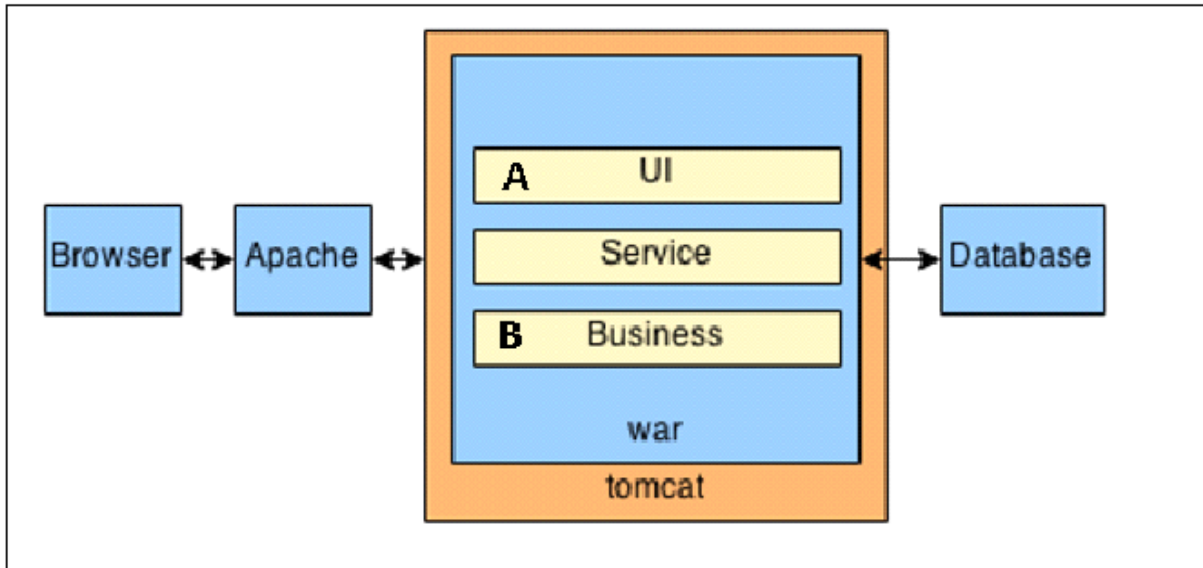 A UI
Browser
Apache
Service
Database
B Business
war
tomcat